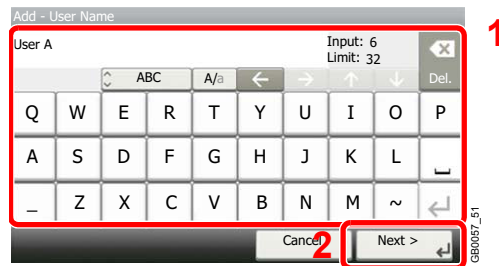 Add - User Name
1
User A
Input: 6
Limit: 32
ABC A/a ← → ↑ ↓ Del.
Q W E R T Y U I O P
A S D F G H J K L
_ Z X C V B N M ~
Cancel 2 Next >
GB0057_51